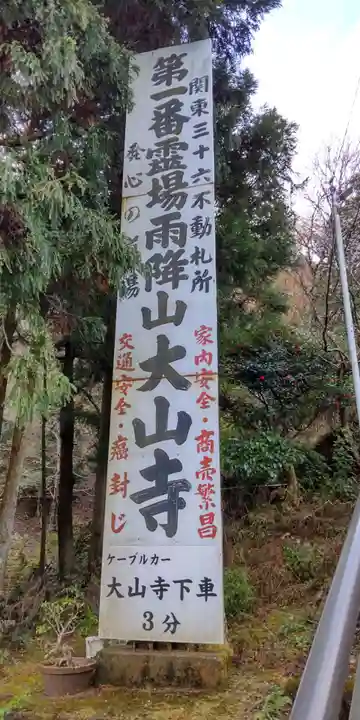 関東三十六不動札所
第一番霊場雨降山大山寺
発心の道場
家内安全・商売繁昌
交通安全・癌封じ
ケーブルカー
大山寺下車
3分